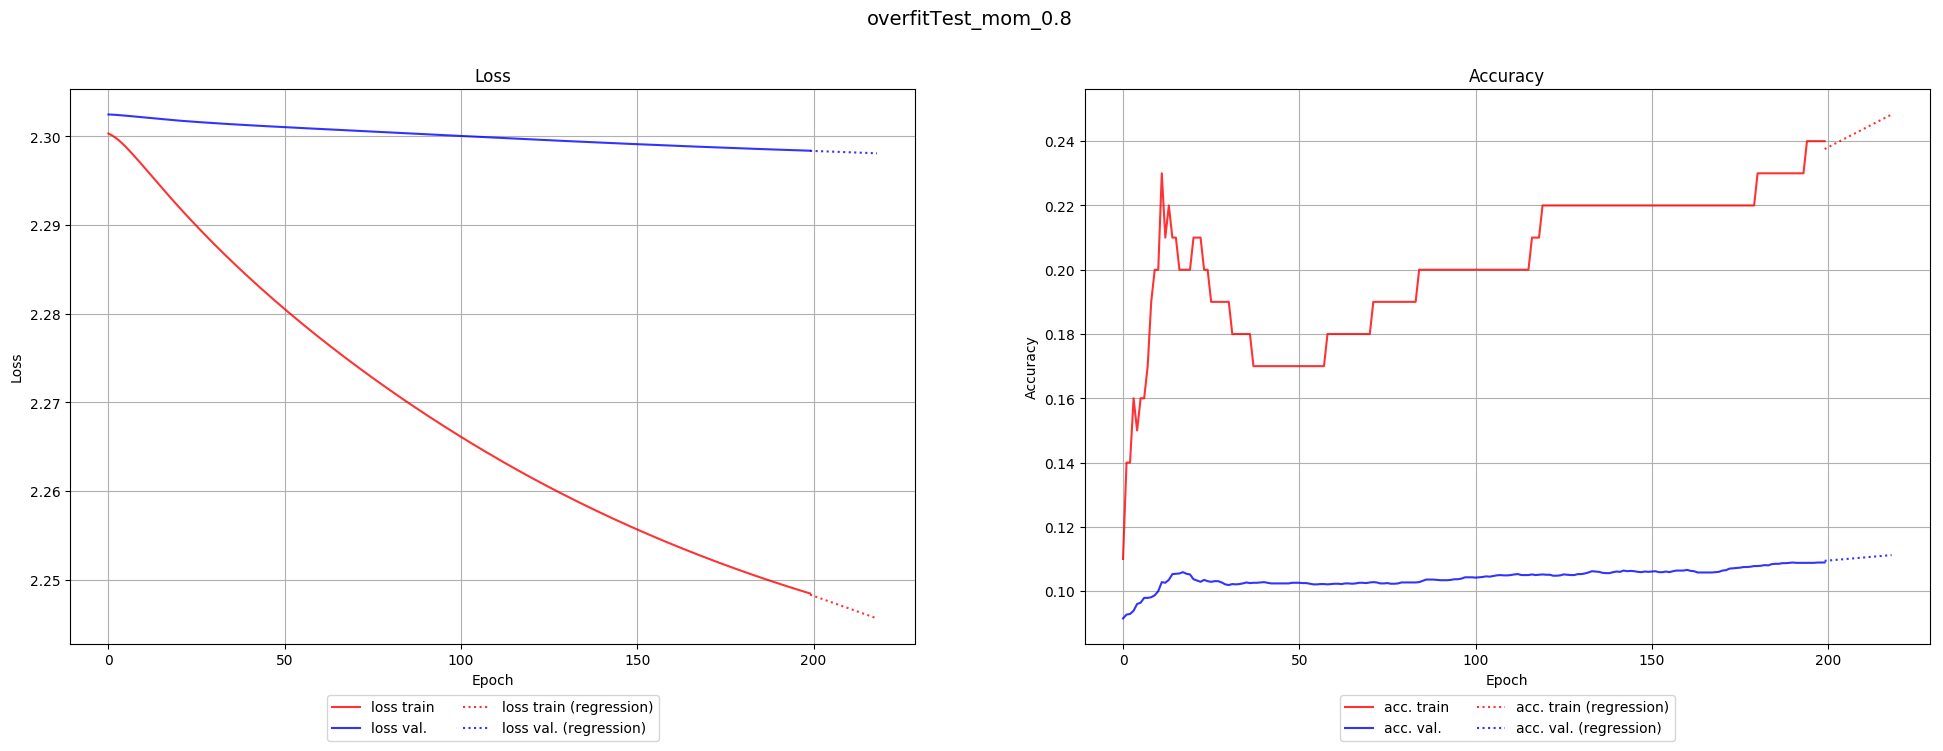 overfitTest_mom_0.8
Loss
Loss
2.30
2.29
2.28
2.27
2.26
2.25
0 50 100 150 200
Epoch
loss train loss train (regression)
loss val. loss val. (regression)
Accuracy
Accuracy
0.24
0.22
0.20
0.18
0.16
0.14
0.12
0.10
0 50 100 150 200
Epoch
acc. train acc. train (regression)
acc. val. acc. val. (regression)